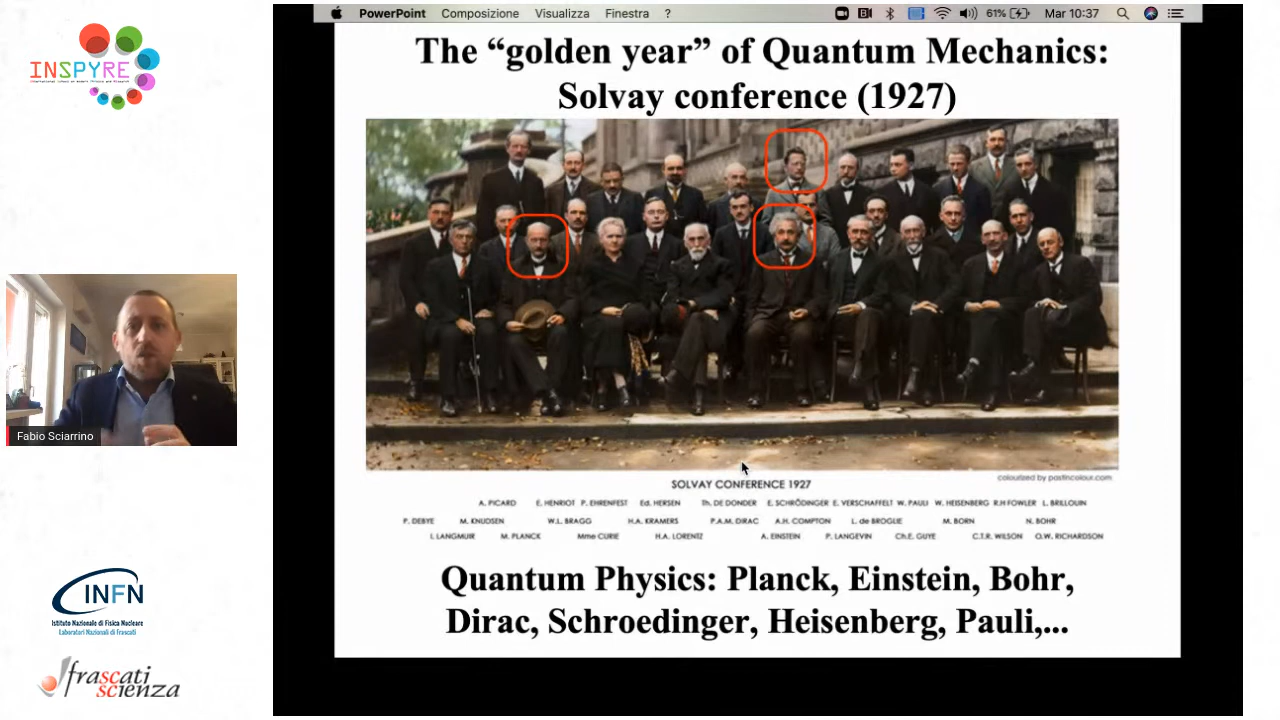 PowerPoint Composizione Visualizza Finestra ? 61% Mar 10:37
INSPYRE
The “golden year” of Quantum Mechanics:
Solvay conference (1927)
Fabio Sciarrino
colourized by pastincolour.com
SOLVAY CONFERENCE 1927
A. PICARD E. HENRIOT P. EHRENFEST Ed. HERSEN Th. DE DONDER E. SCHRÖDINGER E. VERSCHAFFELT W. PAULI W. HEISENBERG R.H FOWLER L. BRILLOUIN
P. DEBYE M. KNUDSEN W.L. BRAGG H.A. KRAMERS P.A.M. DIRAC A.H. COMPTON L. de BROGLIE M. BORN N. BOHR
I. LANGMUIR M. PLANCK Mme CURIE H.A. LORENTZ A. EINSTEIN P. LANGEVIN Ch.E. GUYE C.T.R. WILSON O.W. RICHARDSON
Quantum Physics: Planck, Einstein, Bohr,
Dirac, Schroedinger, Heisenberg, Pauli,...
INFN
Istituto Nazionale di Fisica Nucleare
Laboratori Nazionali di Frascati
frascati
scienza